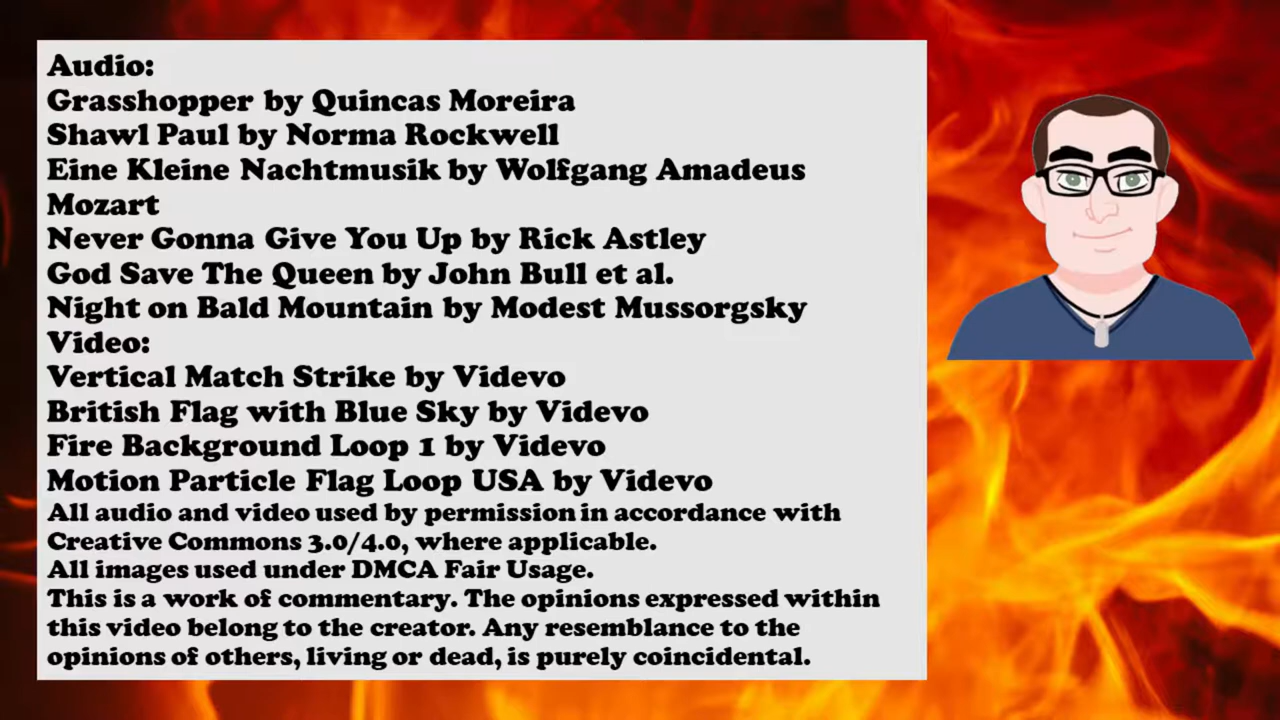 Audio:
Grasshopper by Quincas Moreira
Shawl Paul by Norma Rockwell
Eine Kleine Nachtmusik by Wolfgang Amadeus
Mozart
Never Gonna Give You Up by Rick Astley
God Save The Queen by John Bull et al.
Night on Bald Mountain by Modest Mussorgsky
Video:
Vertical Match Strike by Videvo
British Flag with Blue Sky by Videvo
Fire Background Loop 1 by Videvo
Motion Particle Flag Loop USA by Videvo
All audio and video used by permission in accordance with
Creative Commons 3.0/4.0, where applicable.
All images used under DMCA Fair Usage.
This is a work of commentary. The opinions expressed within
this video belong to the creator. Any resemblance to the
opinions of others, living or dead, is purely coincidental.